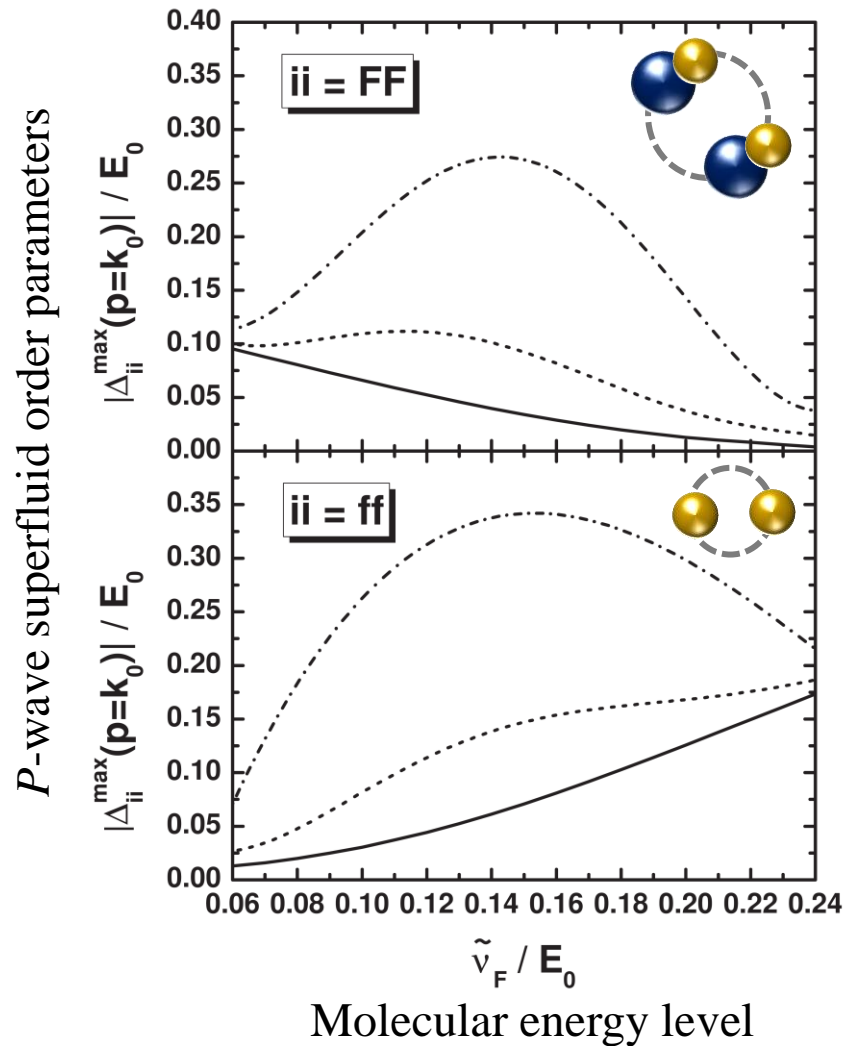 P-wave superfluid order parameters
|Δ_ii^max(p=k_0)| / E_0
0.40
0.35
0.30
0.25
0.20
0.15
0.10
0.05
0.00
ii = FF
|Δ_ii^max(p=k_0)| / E_0
0.35
0.30
0.25
0.20
0.15
0.10
0.05
0.00
ii = ff
0.06 0.08 0.10 0.12 0.14 0.16 0.18 0.20 0.22 0.24
ν̃_F / E_0
Molecular energy level